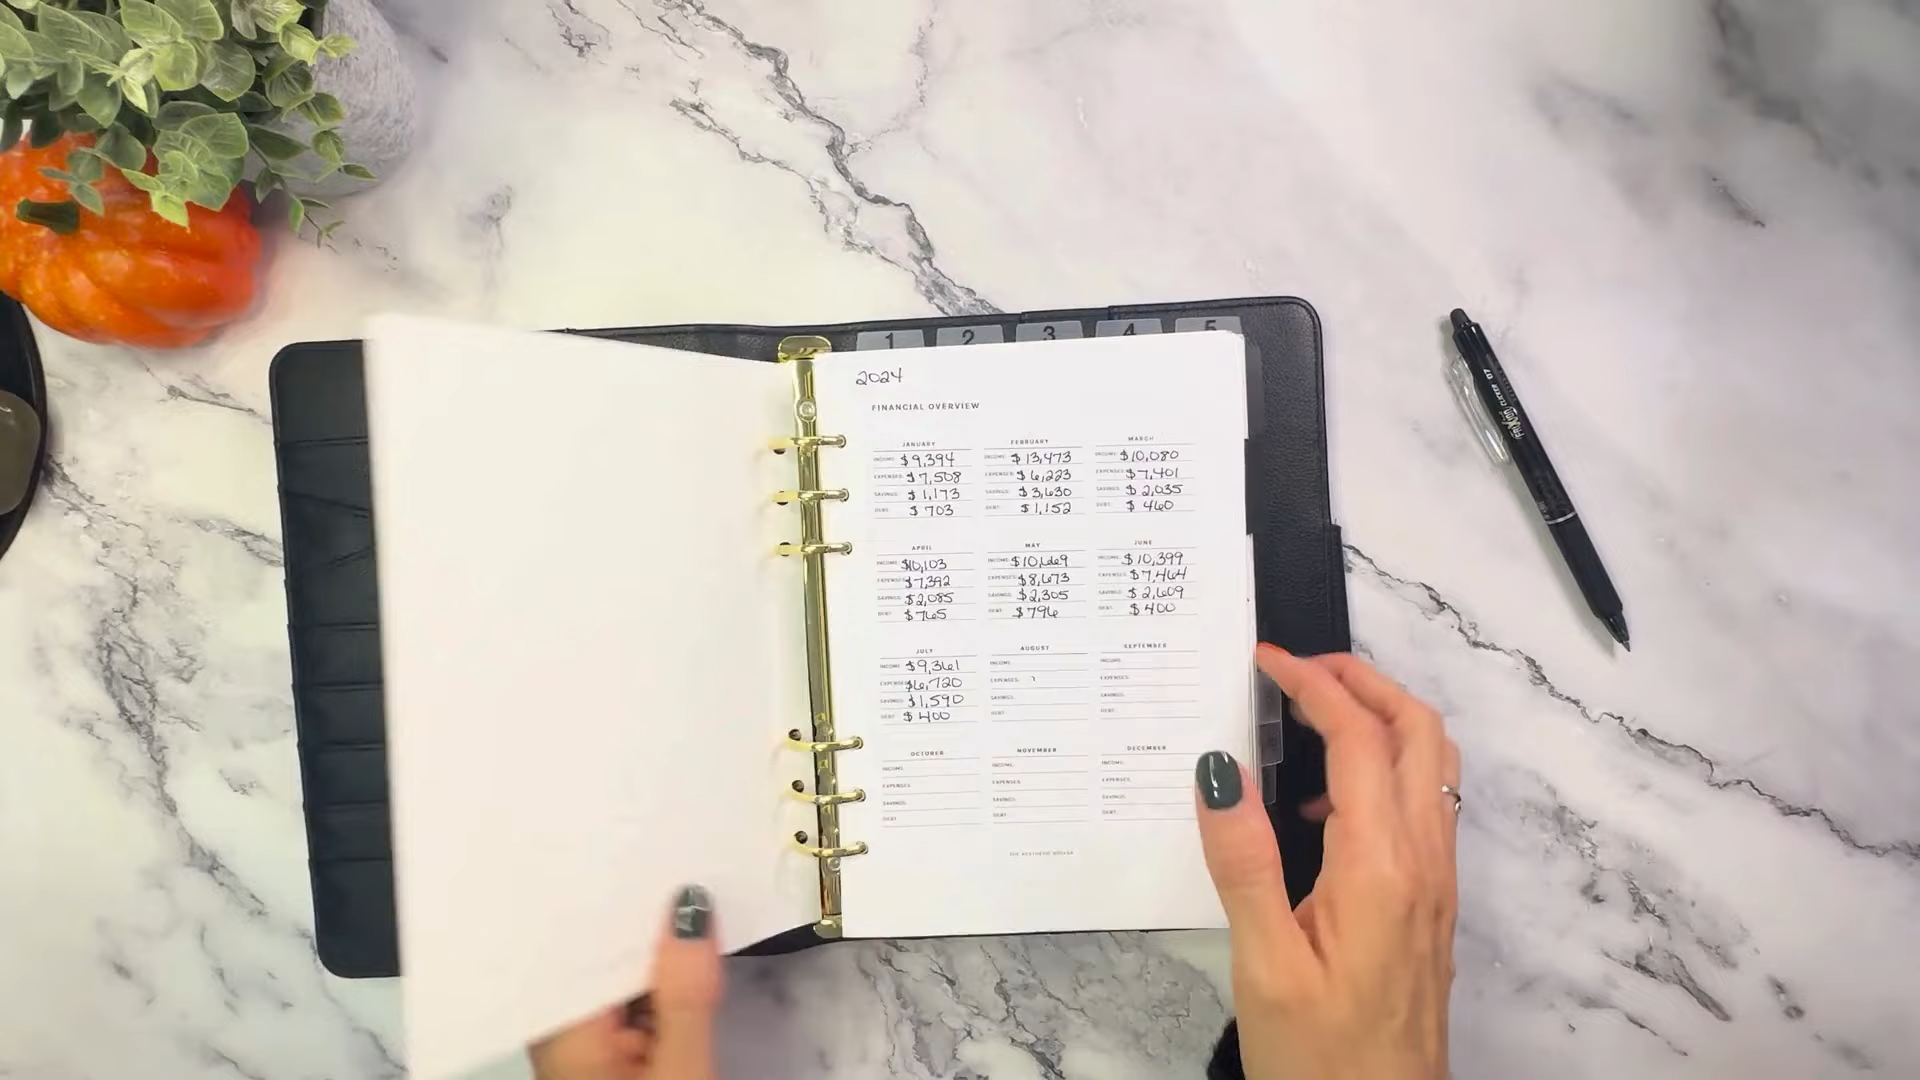 1 2 3 4 5
2024
FINANCIAL OVERVIEW
JANUARY
INCOME: $9,394
EXPENSES: $7,508
SAVINGS: $1,173
DEBT: $703
FEBRUARY
INCOME: $13,473
EXPENSES: $6,223
SAVINGS: $3,630
DEBT: $1,152
MARCH
INCOME: $10,080
EXPENSES: $7,401
SAVINGS: $2,035
DEBT: $460
APRIL
INCOME: $10,103
EXPENSES: $7,392
SAVINGS: $2,085
DEBT: $765
MAY
INCOME: $10,669
EXPENSES: $8,673
SAVINGS: $2,305
DEBT: $796
JUNE
INCOME: $10,399
EXPENSES: $7,464
SAVINGS: $2,609
DEBT: $400
JULY
INCOME: $9,361
EXPENSES: $6,720
SAVINGS: $1,590
DEBT: $400
AUGUST
INCOME:
EXPENSES:
SAVINGS:
DEBT:
SEPTEMBER
INCOME:
EXPENSES:
SAVINGS:
DEBT:
OCTOBER
INCOME:
EXPENSES:
SAVINGS:
DEBT:
NOVEMBER
INCOME:
EXPENSES:
SAVINGS:
DEBT:
DECEMBER
INCOME:
EXPENSES:
SAVINGS:
DEBT:
FRIXION CLICKER 07